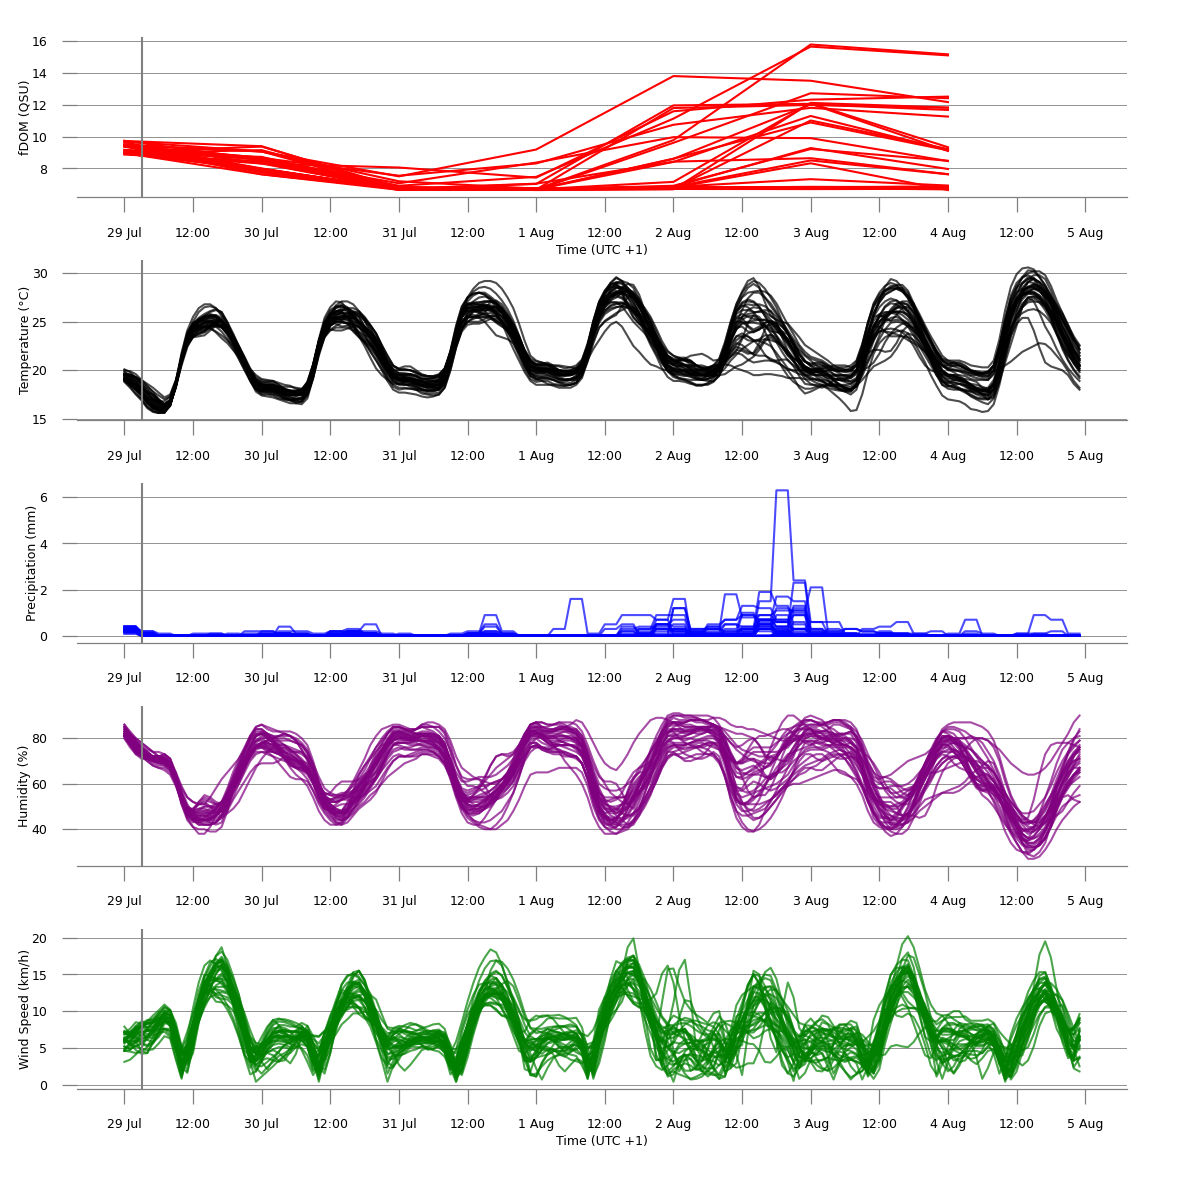 fDOM (QSU)
16
14
12
10
8
29 Jul 12:00 30 Jul 12:00 31 Jul 12:00 1 Aug 12:00 2 Aug 12:00 3 Aug 12:00 4 Aug 12:00 5 Aug
Time (UTC +1)
Temperature (°C)
30
25
20
15
29 Jul 12:00 30 Jul 12:00 31 Jul 12:00 1 Aug 12:00 2 Aug 12:00 3 Aug 12:00 4 Aug 12:00 5 Aug
Precipitation (mm)
6
4
2
0
29 Jul 12:00 30 Jul 12:00 31 Jul 12:00 1 Aug 12:00 2 Aug 12:00 3 Aug 12:00 4 Aug 12:00 5 Aug
Humidity (%)
80
60
40
29 Jul 12:00 30 Jul 12:00 31 Jul 12:00 1 Aug 12:00 2 Aug 12:00 3 Aug 12:00 4 Aug 12:00 5 Aug
Wind Speed (km/h)
20
15
10
5
0
29 Jul 12:00 30 Jul 12:00 31 Jul 12:00 1 Aug 12:00 2 Aug 12:00 3 Aug 12:00 4 Aug 12:00 5 Aug
Time (UTC +1)